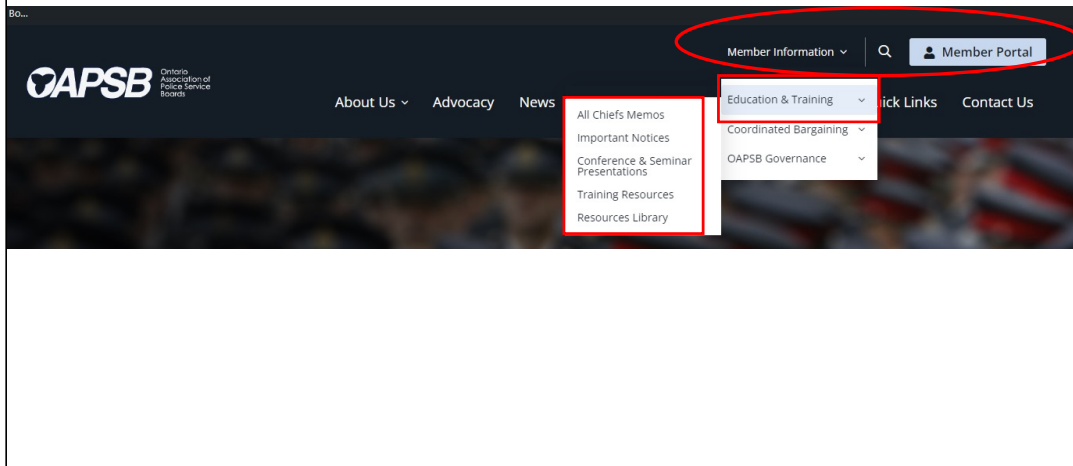 Bo...
Member Information
Member Portal
OAPSB
Ontario
Association of
Police Service
Boards
About Us
Advocacy
News
ick Links
Contact Us
Education & Training
Coordinated Bargaining
OAPSB Governance
All Chiefs Memos
Important Notices
Conference & Seminar
Presentations
Training Resources
Resources Library